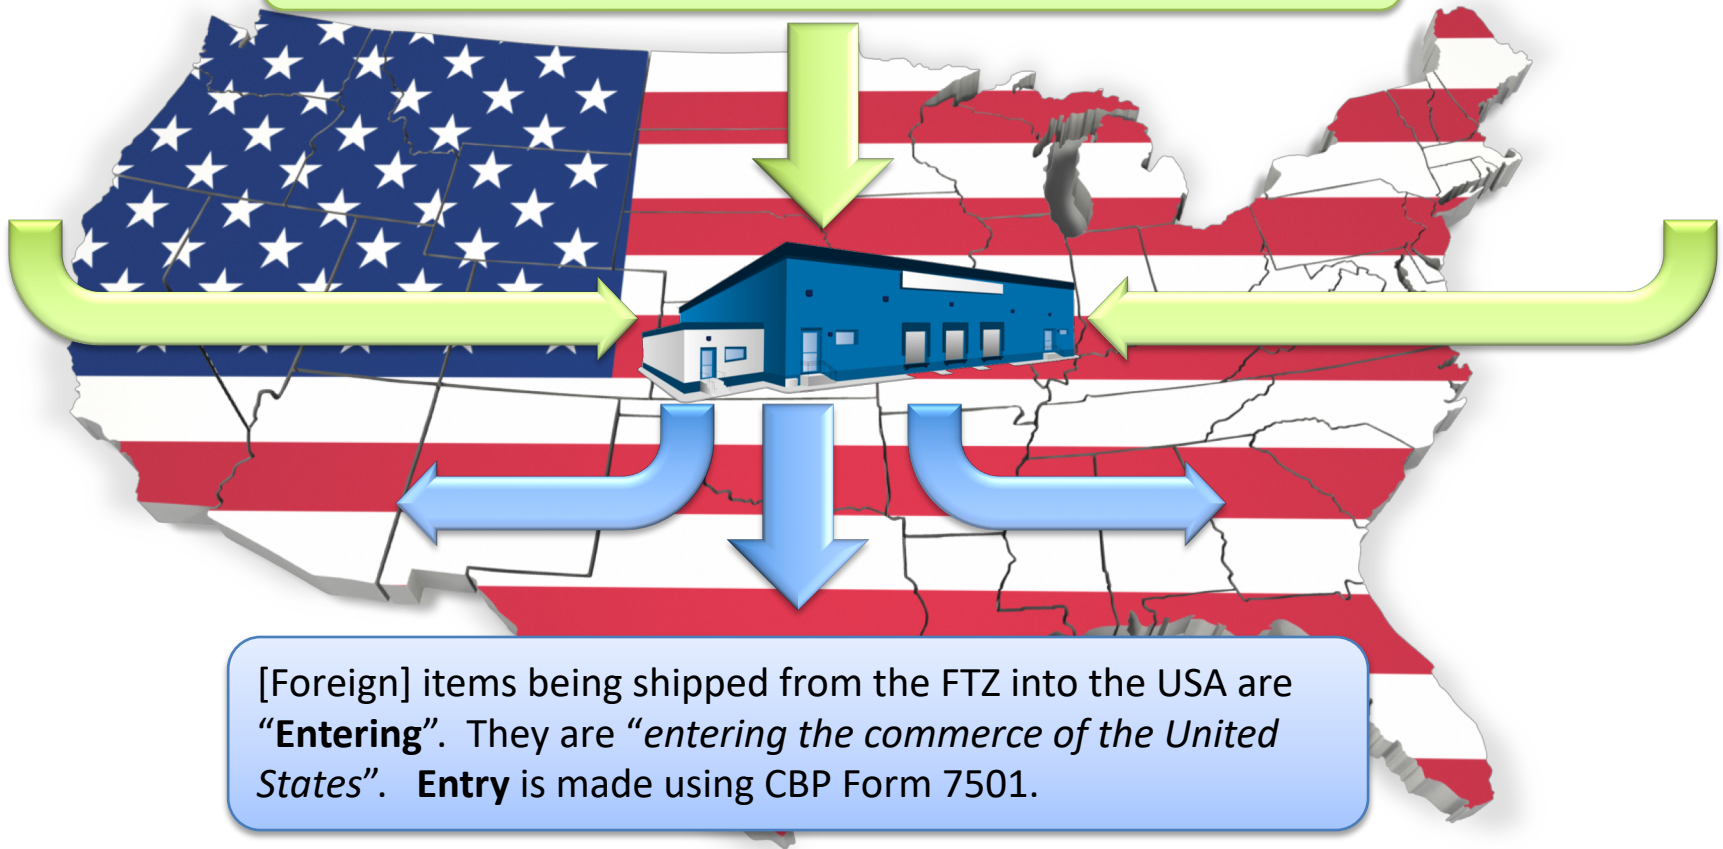 [Foreign] items being shipped from the FTZ into the USA are
“Entering”. They are “entering the commerce of the United
States”. Entry is made using CBP Form 7501.